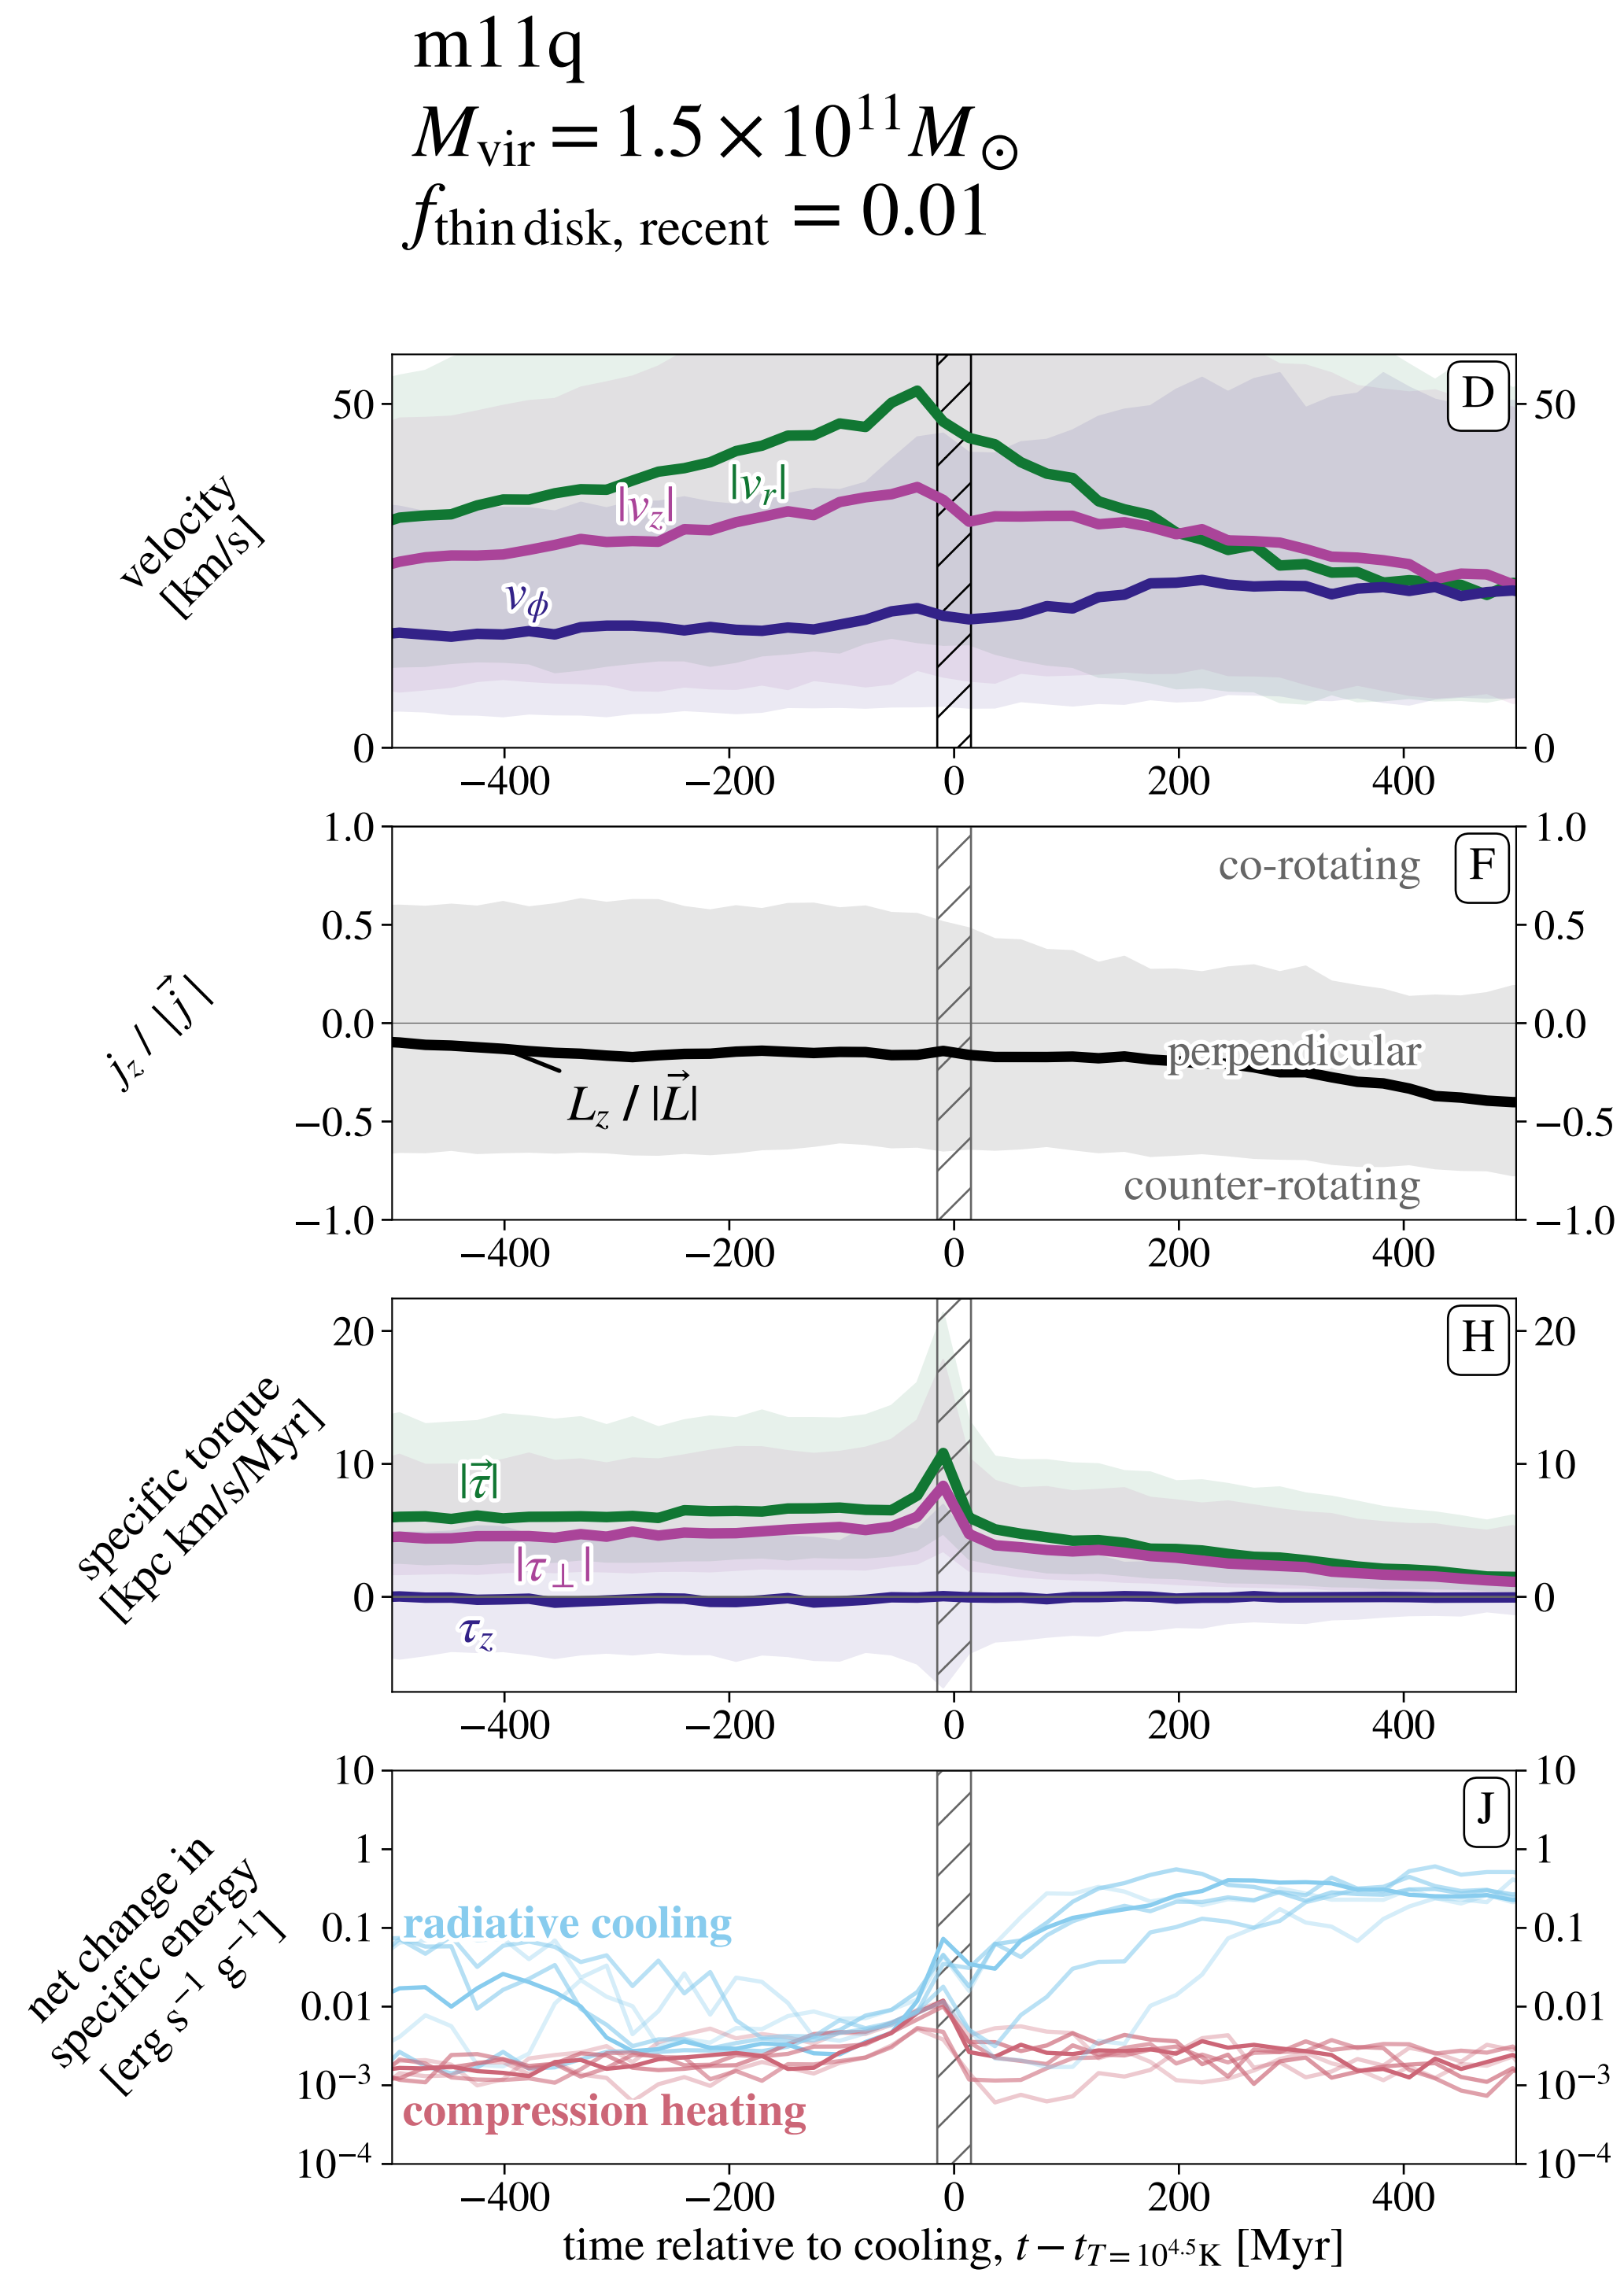 m11q
M_vir = 1.5 × 10^11 M_⊙
f_thin disk, recent = 0.01
velocity
[km/s]
50
0
|v_r|
|v_z|
v_ϕ
D
50
0
−400 −200 0 200 400
j_z / |j⃗|
1.0
0.5
0.0
−0.5
−1.0
co-rotating
F
perpendicular
L_z / |L⃗|
counter-rotating
1.0
0.5
0.0
−0.5
−1.0
−400 −200 0 200 400
specific torque
[kpc km/s/Myr]
20
10
0
H
|τ⃗|
|τ_⊥|
τ_z
20
10
0
−400 −200 0 200 400
net change in
specific energy
[erg s^−1 g^−1]
10
1
0.1
0.01
10^−3
10^−4
J
radiative cooling
compression heating
10
1
0.1
0.01
10^−3
10^−4
−400 −200 0 200 400
time relative to cooling, t − t_T = 10^4.5 K [Myr]